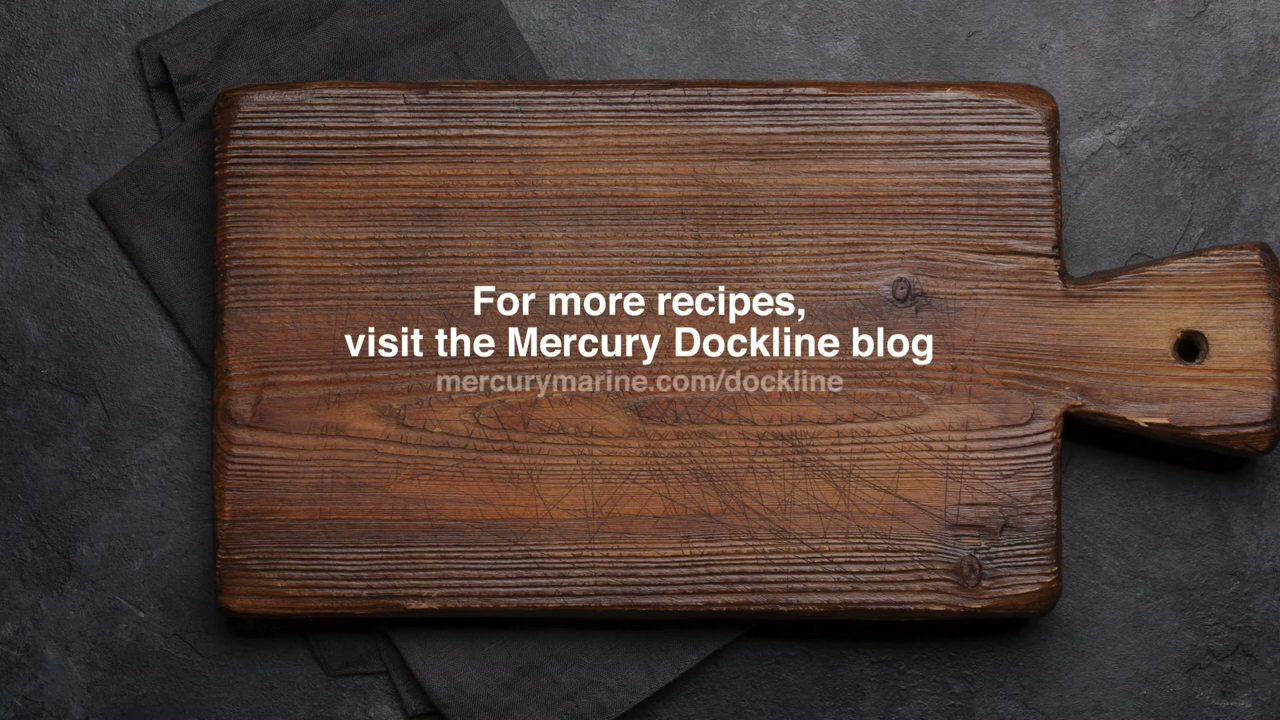 For more recipes,
visit the Mercury Dockline blog
mercurymarine.com/dockline